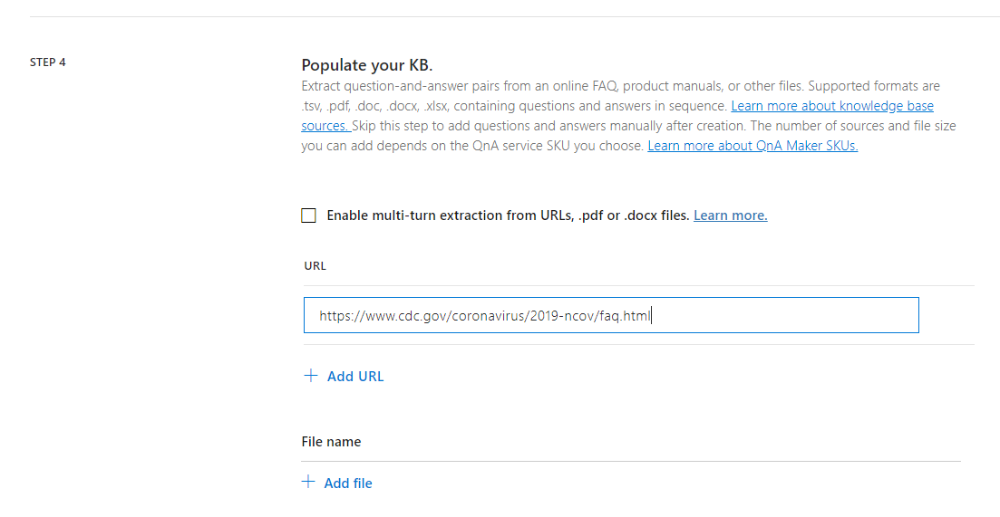 STEP 4
Populate your KB.
Extract question-and-answer pairs from an online FAQ, product manuals, or other files. Supported formats are
.tsv, .pdf, .doc, .docx, .xlsx, containing questions and answers in sequence. Learn more about knowledge base
sources. Skip this step to add questions and answers manually after creation. The number of sources and file size
you can add depends on the QnA service SKU you choose. Learn more about QnA Maker SKUs.
Enable multi-turn extraction from URLs, .pdf or .docx files. Learn more.
URL
https://www.cdc.gov/coronavirus/2019-ncov/faq.html
+ Add URL
File name
+ Add file